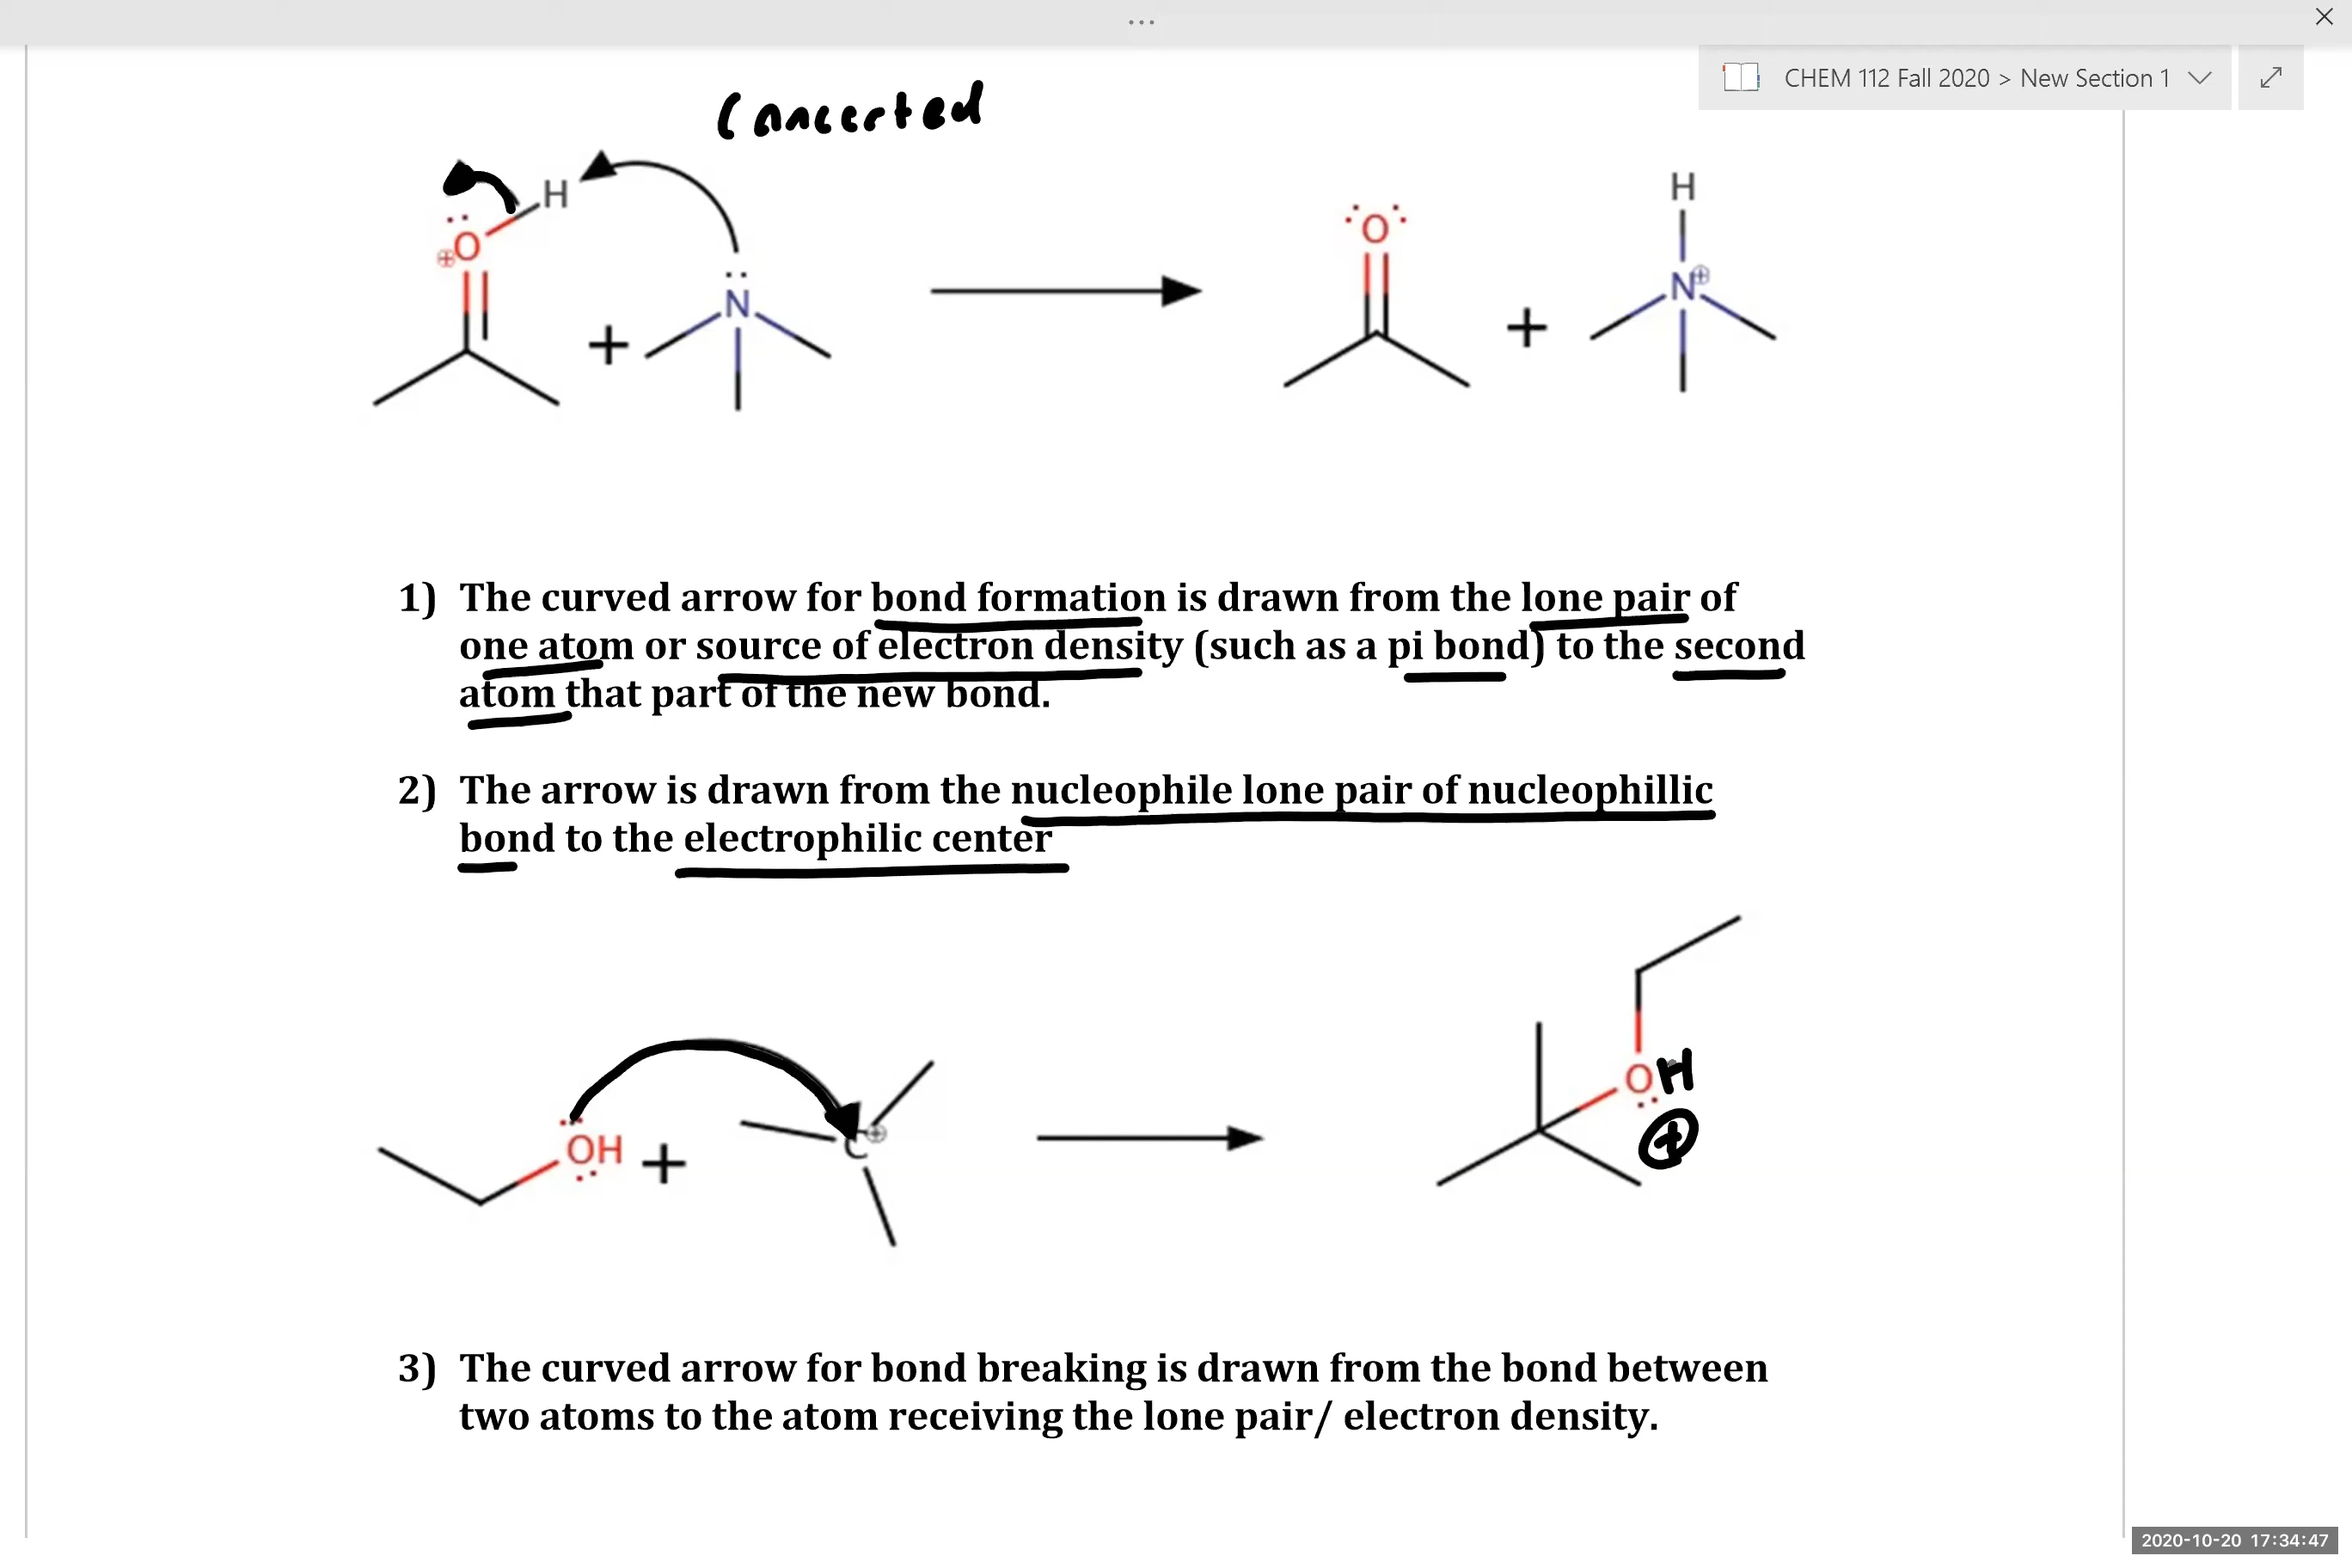 CHEM 112 Fall 2020 > New Section 1
Concerted
H
O
⊕
N
+
O
+
H
N
⊕
1) The curved arrow for bond formation is drawn from the lone pair of
one atom or source of electron density (such as a pi bond) to the second
atom that part of the new bond.
2) The arrow is drawn from the nucleophile lone pair of nucleophillic
bond to the electrophilic center
OH
+
C
⊕
OH
⊕
3) The curved arrow for bond breaking is drawn from the bond between
two atoms to the atom receiving the lone pair/ electron density.
2020-10-20 17:34:47